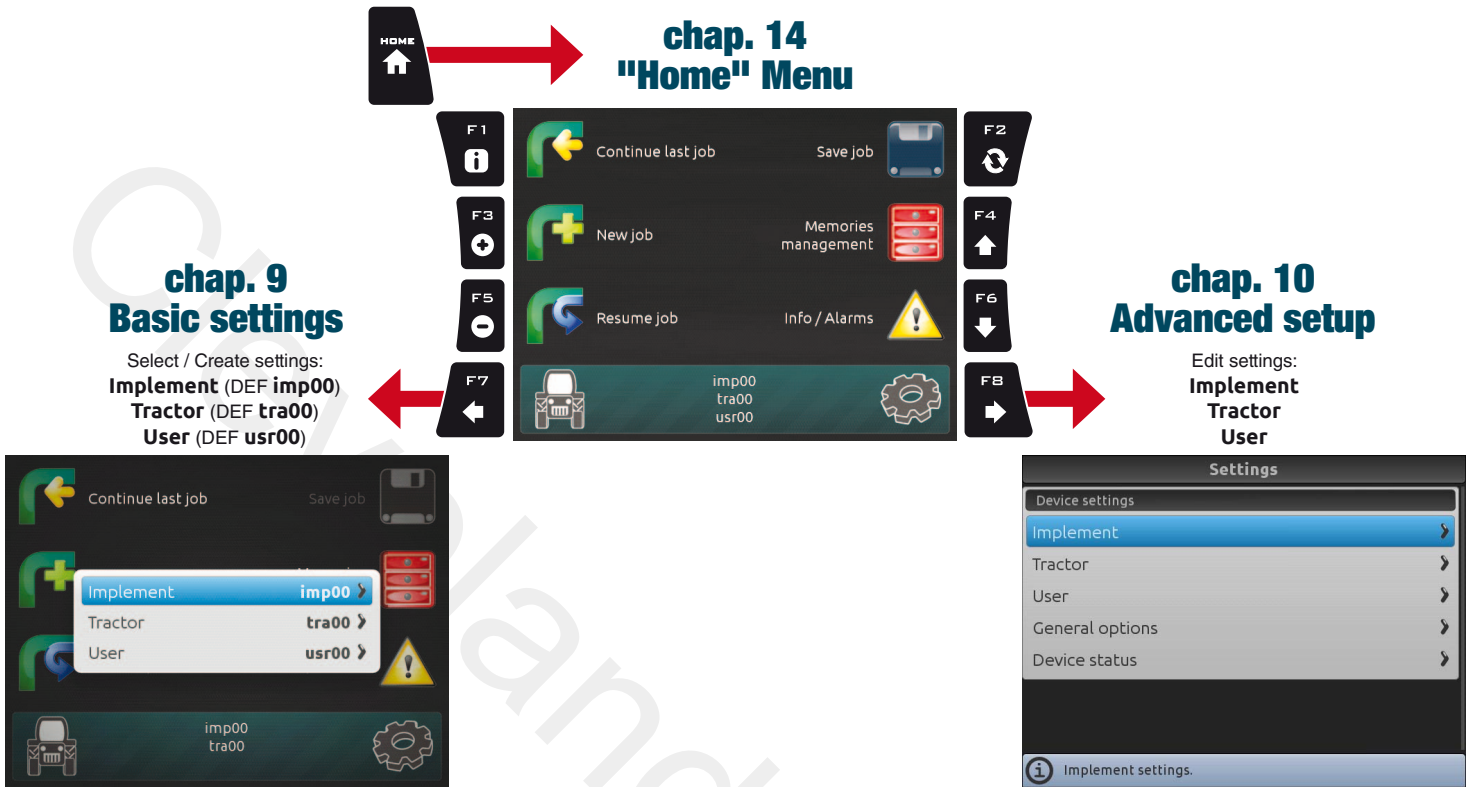 HOME
chap. 14
"Home" Menu
F1
Continue last job
Save job
F2
F3
New job
Memories
management
F4
F5
Resume job
Info / Alarms
F6
F7
imp00
tra00
usr00
F8
chap. 9
Basic settings
Select / Create settings:
Implement (DEF imp00)
Tractor (DEF tra00)
User (DEF usr00)
chap. 10
Advanced setup
Edit settings:
Implement
Tractor
User
Continue last job
Save job
Implement imp00
Tractor tra00
User usr00
imp00
tra00
Settings
Device settings
Implement
Tractor
User
General options
Device status
Implement settings.
Cleveland